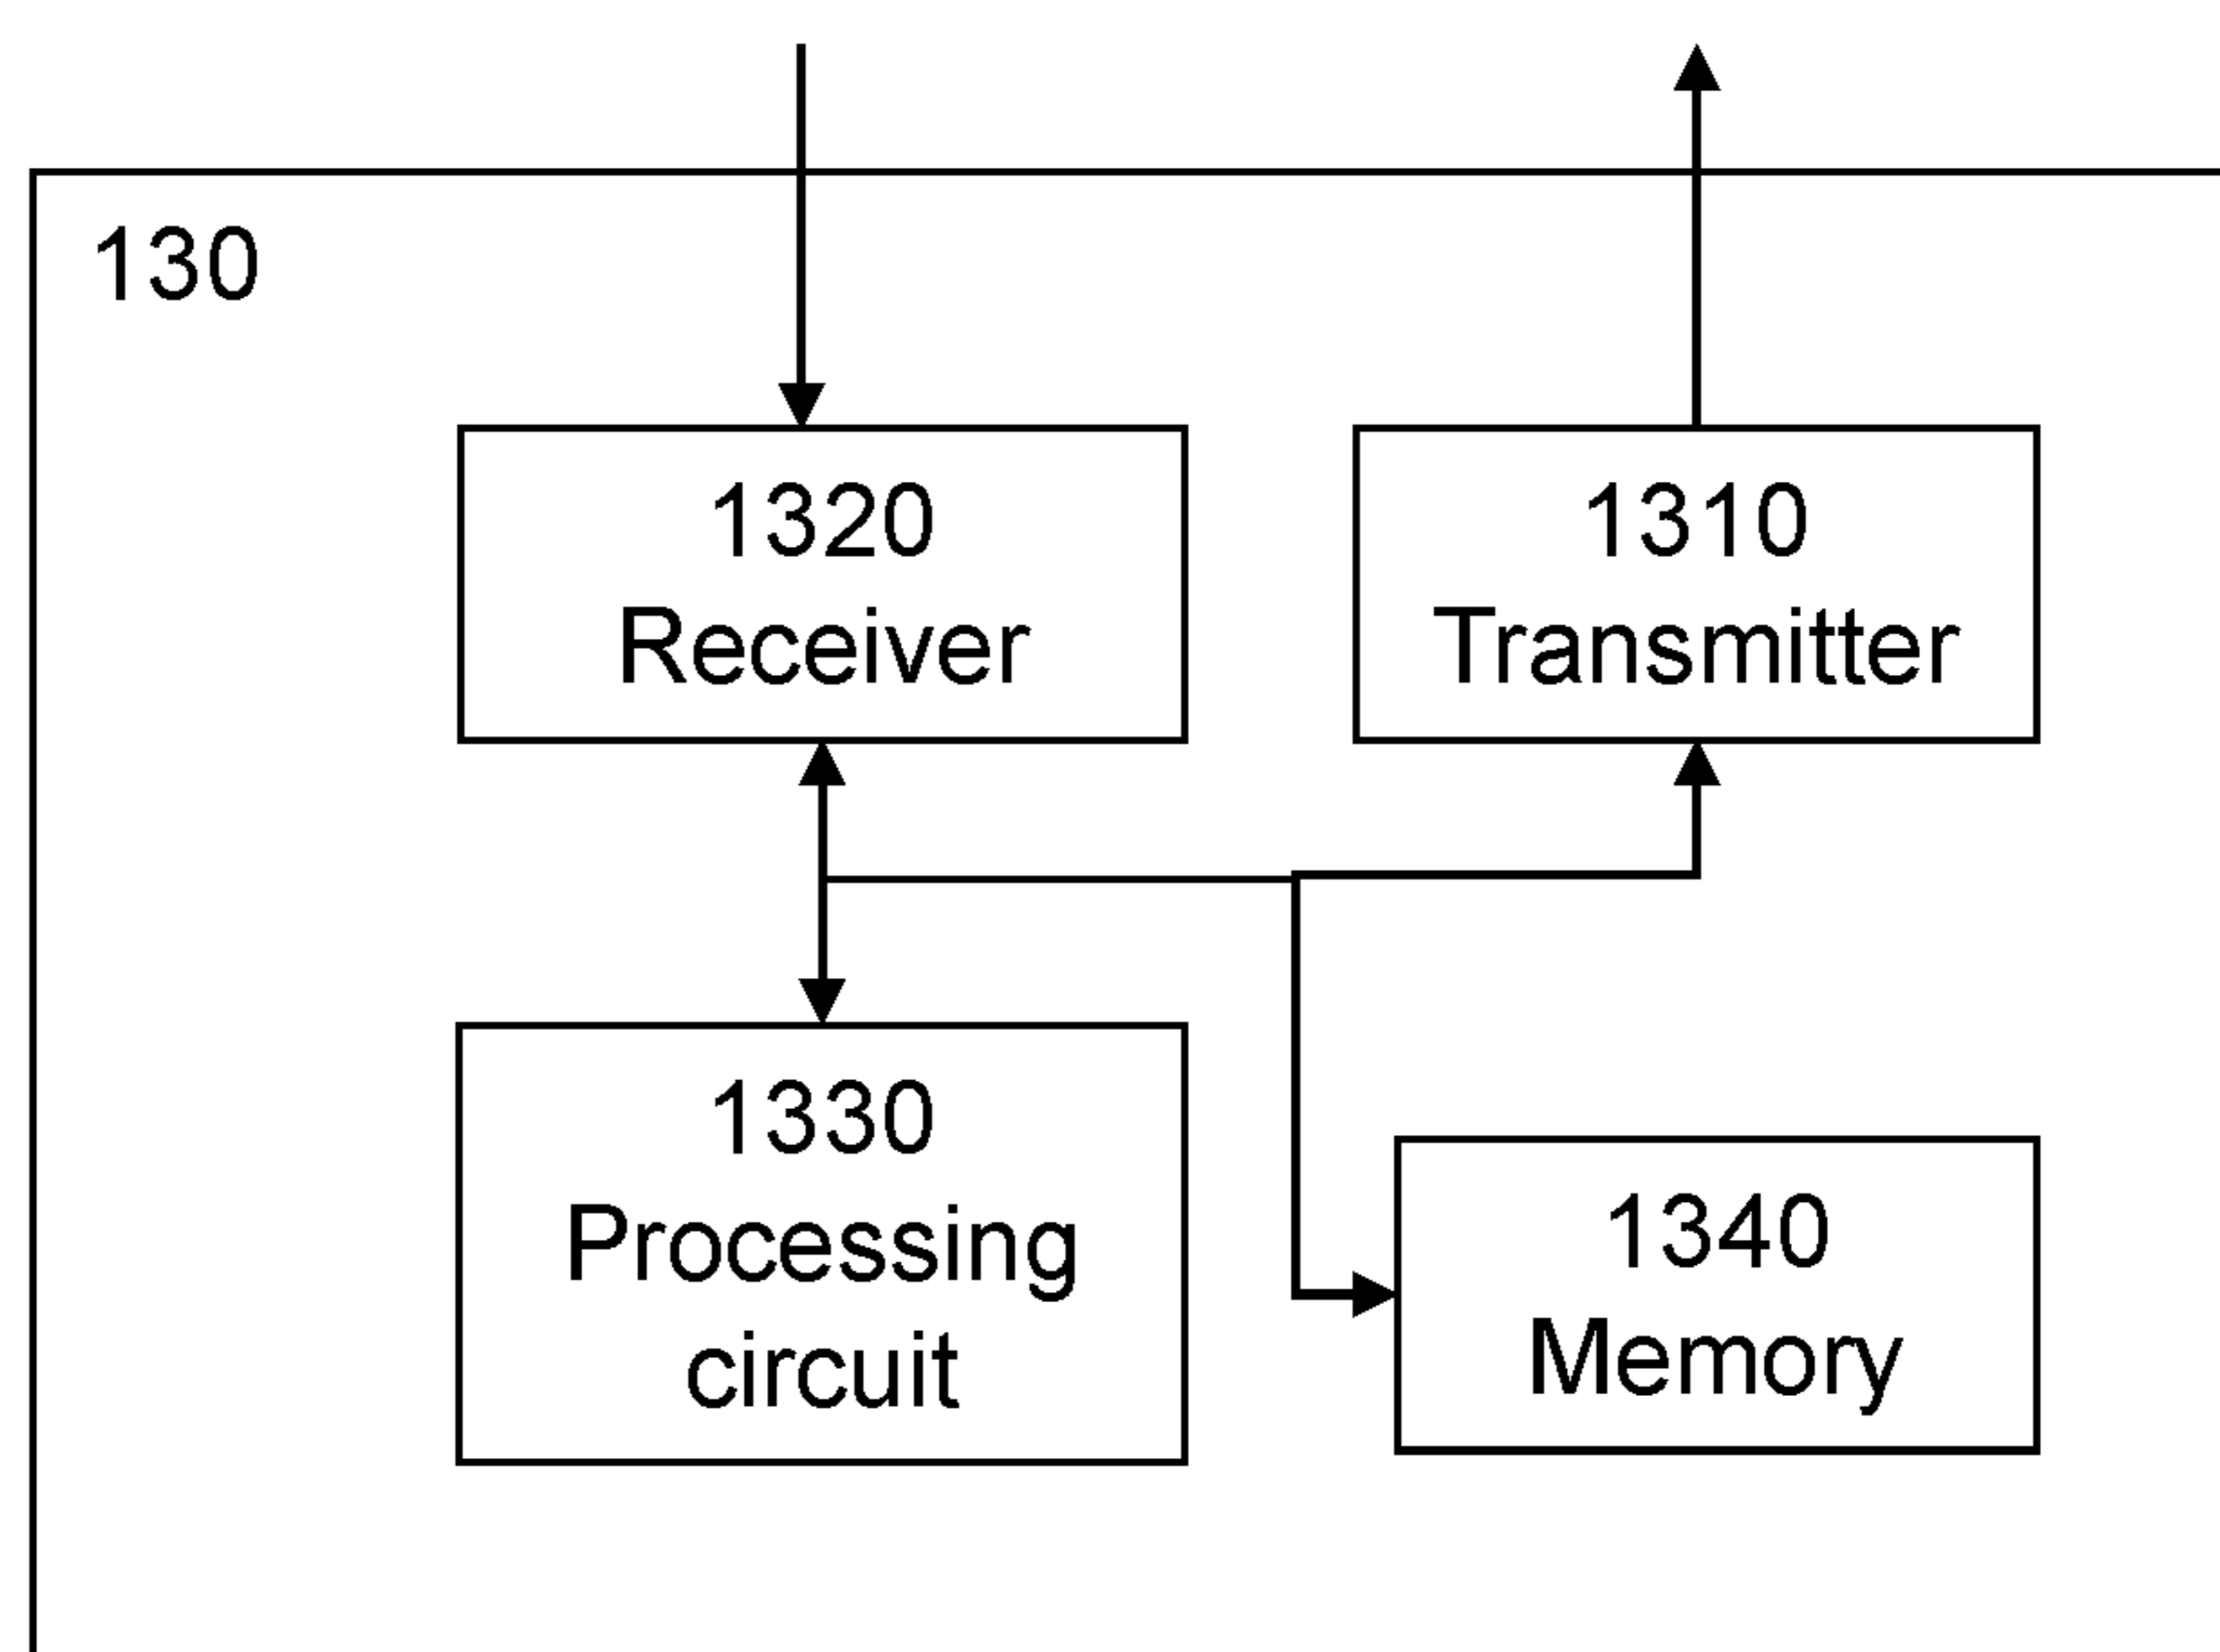 130
1320
Receiver
1310
Transmitter
1330
Processing
circuit
1340
Memory